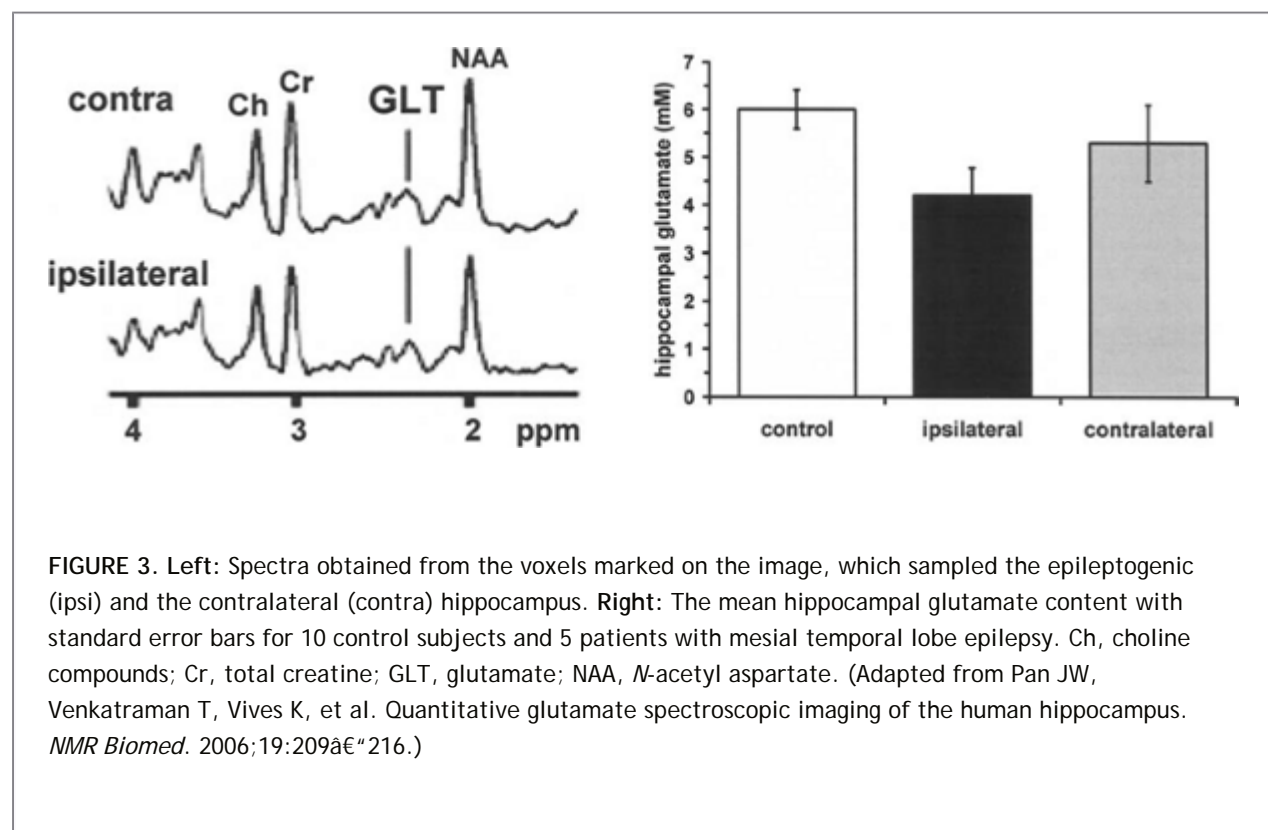 contra
Ch
Cr
GLT
NAA
ipsilateral
4 3 2 ppm
hippocampal glutamate (mM)
7
6
5
4
3
2
1
0
control ipsilateral contralateral
FIGURE 3. Left: Spectra obtained from the voxels marked on the image, which sampled the epileptogenic
(ipsi) and the contralateral (contra) hippocampus. Right: The mean hippocampal glutamate content with
standard error bars for 10 control subjects and 5 patients with mesial temporal lobe epilepsy. Ch, choline
compounds; Cr, total creatine; GLT, glutamate; NAA, N-acetyl aspartate. (Adapted from Pan JW,
Venkatraman T, Vives K, et al. Quantitative glutamate spectroscopic imaging of the human hippocampus.
NMR Biomed. 2006;19:209â€“216.)